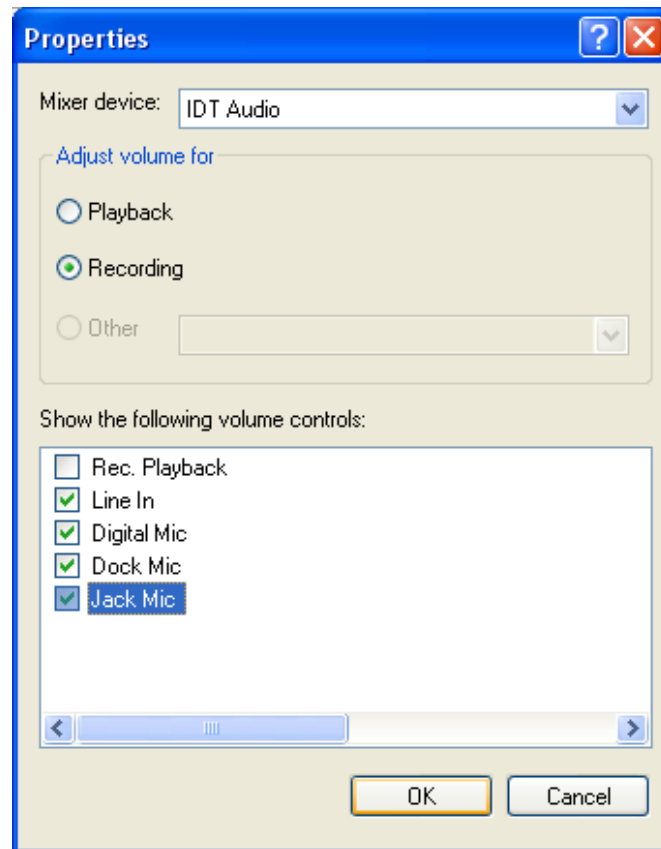 Properties
Mixer device: IDT Audio
Adjust volume for
Playback
Recording
Other
Show the following volume controls:
Rec. Playback
Line In
Digital Mic
Dock Mic
Jack Mic
OK Cancel